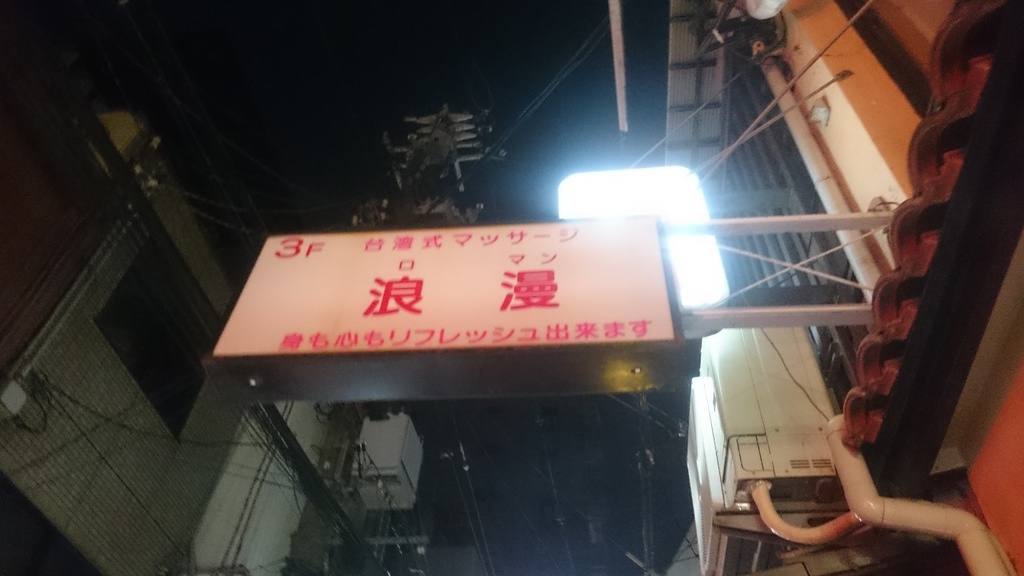 3F 台湾式マッサージ
ロ マン
浪漫
身も心もリフレッシュ出来ます